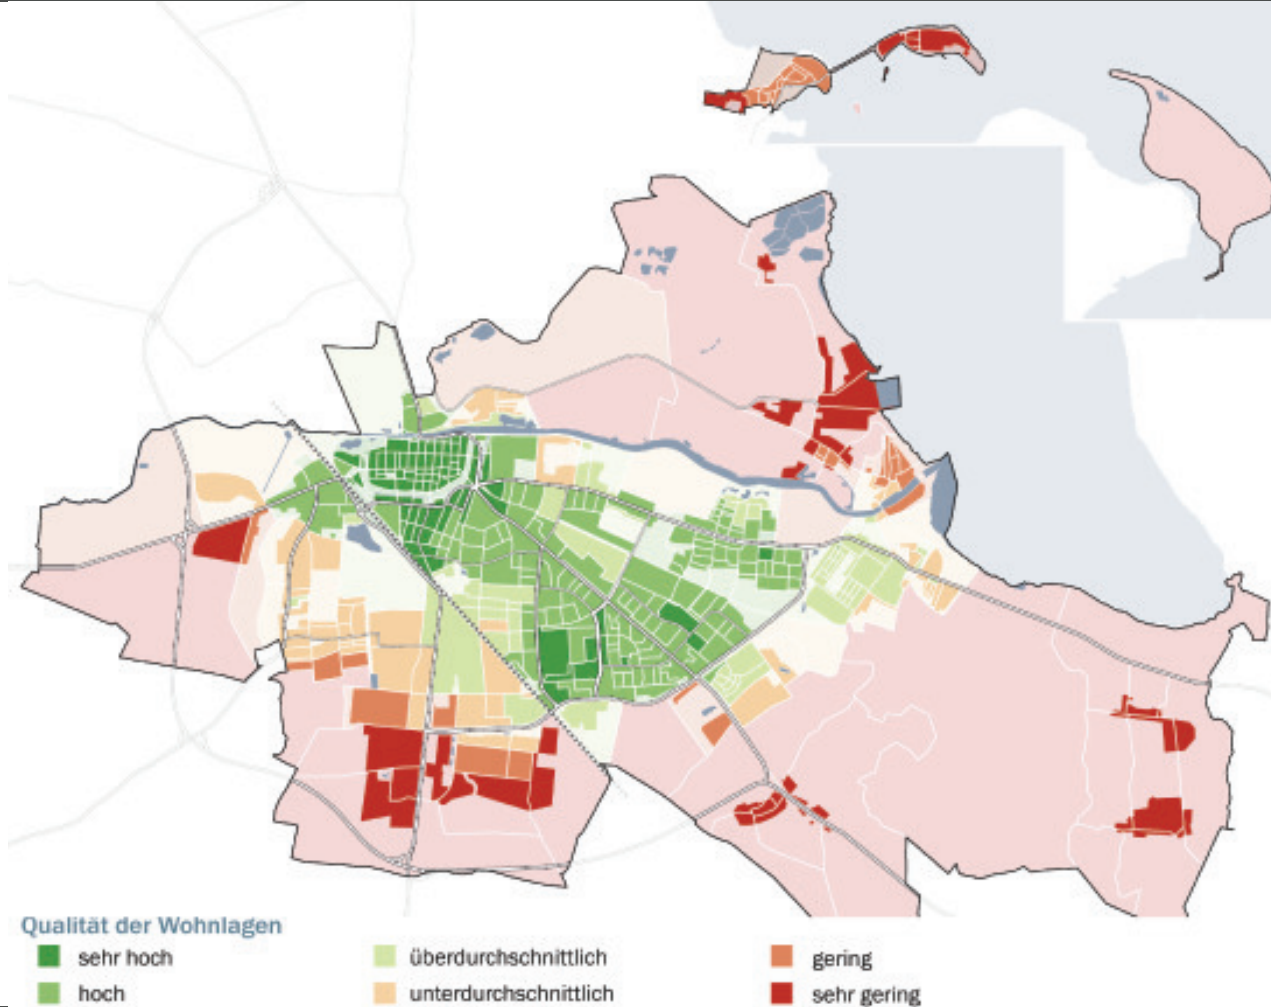 Qualität der Wohnlagen
sehr hoch
überdurchschnittlich
gering
hoch
unterdurchschnittlich
sehr gering